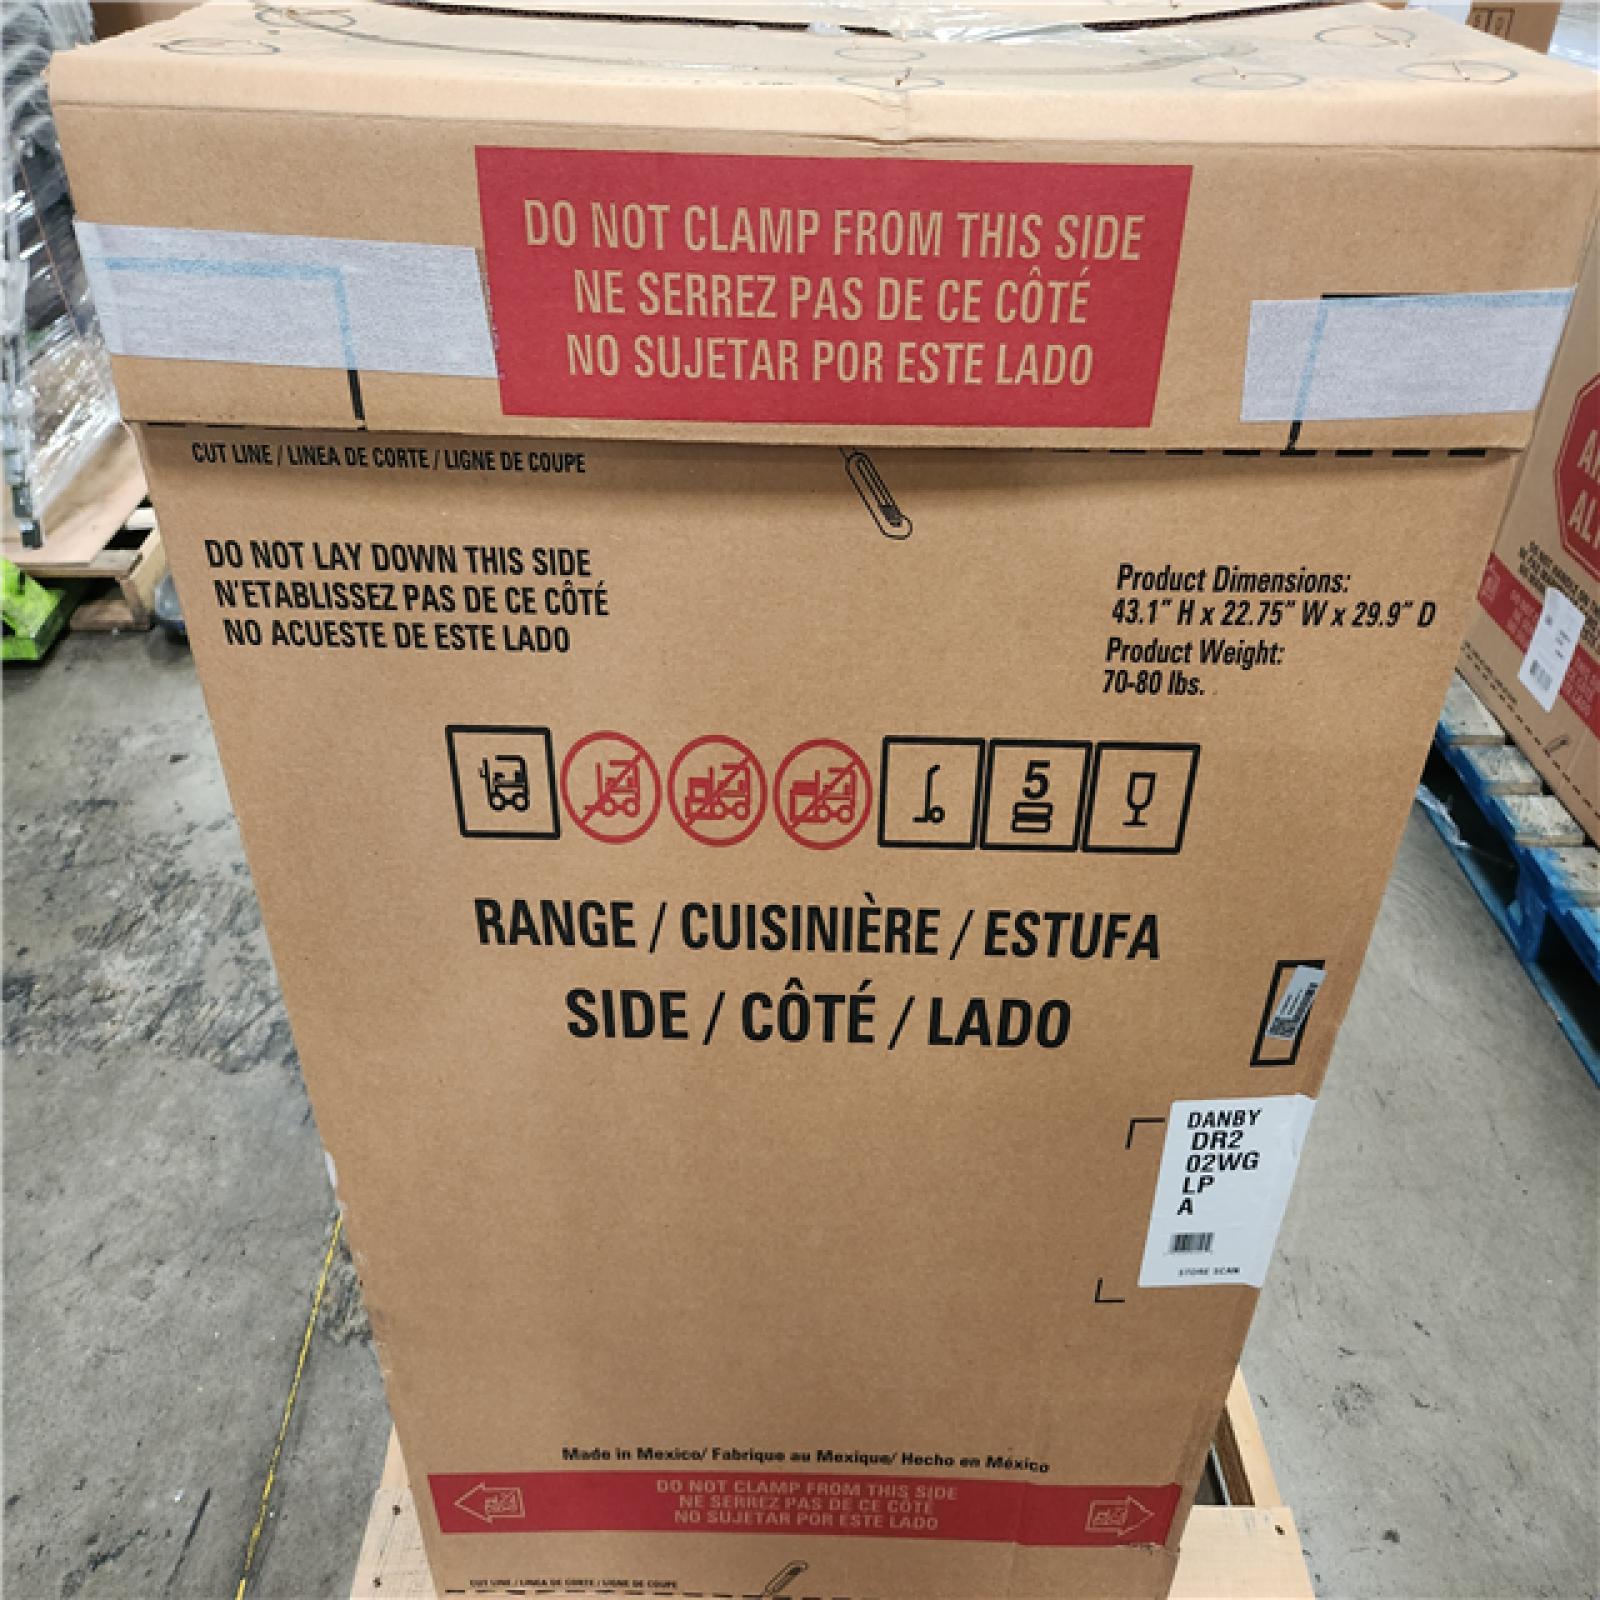 DO NOT CLAMP FROM THIS SIDE
NE SERREZ PAS DE CE CÔTÉ
NO SUJETAR POR ESTE LADO
CUT LINE / LINEA DE CORTE / LIGNE DE COUPE
DO NOT LAY DOWN THIS SIDE
N'ETABLISSEZ PAS DE CE CÔTÉ
NO ACUESTE DE ESTE LADO
Product Dimensions:
43.1" H x 22.75" W x 29.9" D
Product Weight:
70-80 lbs.
5
RANGE / CUISINIÈRE / ESTUFA
SIDE / CÔTÉ / LADO
DANBY
DR2
02WG
LP
A
STORE SCAN
Made in Mexico/ Fabrique au Mexique/ Hecho en México
DO NOT CLAMP FROM THIS SIDE
NE SERREZ PAS DE CE CÔTÉ
NO SUJETAR POR ESTE LADO
CUT LINE / LINEA DE CORTE / LIGNE DE COUPE